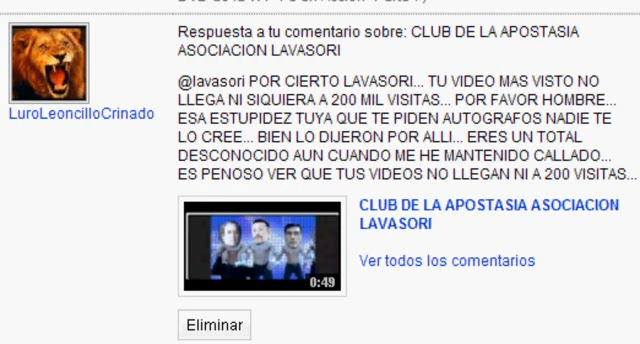 Respuesta a tu comentario sobre: CLUB DE LA APOSTASIA
ASOCIACION LAVASORI
LuroLeoncilloCrinado
@lavasori POR CIERTO LAVASORI... TU VIDEO MAS VISTO NO
LLEGA NI SIQUIERA A 200 MIL VISITAS... POR FAVOR HOMBRE...
ESA ESTUPIDEZ TUYA QUE TE PIDEN AUTOGRAFOS NADIE TE
LO CREE... BIEN LO DIJERON POR ALLI... ERES UN TOTAL
DESCONOCIDO AUN CUANDO ME HE MANTENIDO CALLADO...
ES PENOSO VER QUE TUS VIDEOS NO LLEGAN NI A 200 VISITAS...
0:49
CLUB DE LA APOSTASIA ASOCIACION
LAVASORI
Ver todos los comentarios
Eliminar